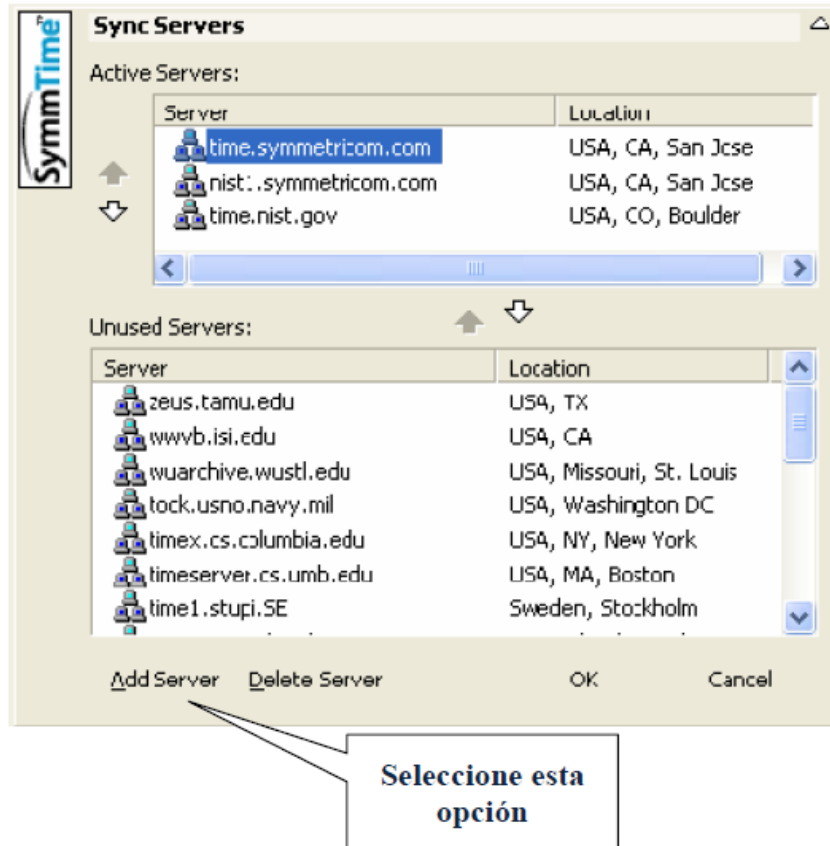 SymmTime
Sync Servers
Active Servers:
Server Location
time.symmetricom.com USA, CA, San Jose
nist1.symmetricom.com USA, CA, San Jose
time.nist.gov USA, CO, Boulder
Unused Servers:
Server Location
zeus.tamu.edu USA, TX
wwvb.isi.edu USA, CA
wuarchive.wustl.edu USA, Missouri, St. Louis
tock.usno.navy.mil USA, Washington DC
timex.cs.columbia.edu USA, NY, New York
timeserver.cs.umb.edu USA, MA, Boston
time1.stupi.SE Sweden, Stockholm
Add Server Delete Server OK Cancel
Seleccione esta
opción